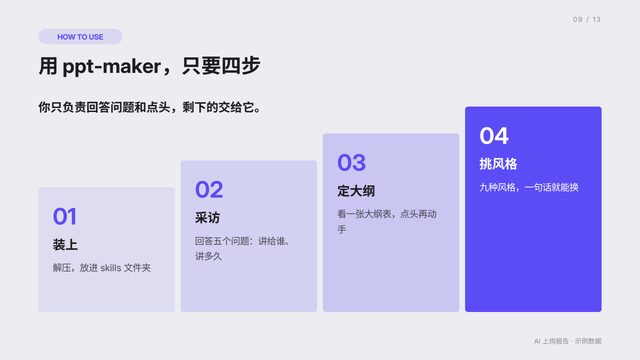 09 / 13
HOW TO USE
用 ppt-maker，只要四步
你只负责回答问题和点头，剩下的交给它。
01
装上
解压，放进 skills 文件夹
02
采访
回答五个问题：讲给谁、
讲多久
03
定大纲
看一张大纲表，点头再动
手
04
挑风格
九种风格，一句话就能换
AI 上岗报告 · 示例数据